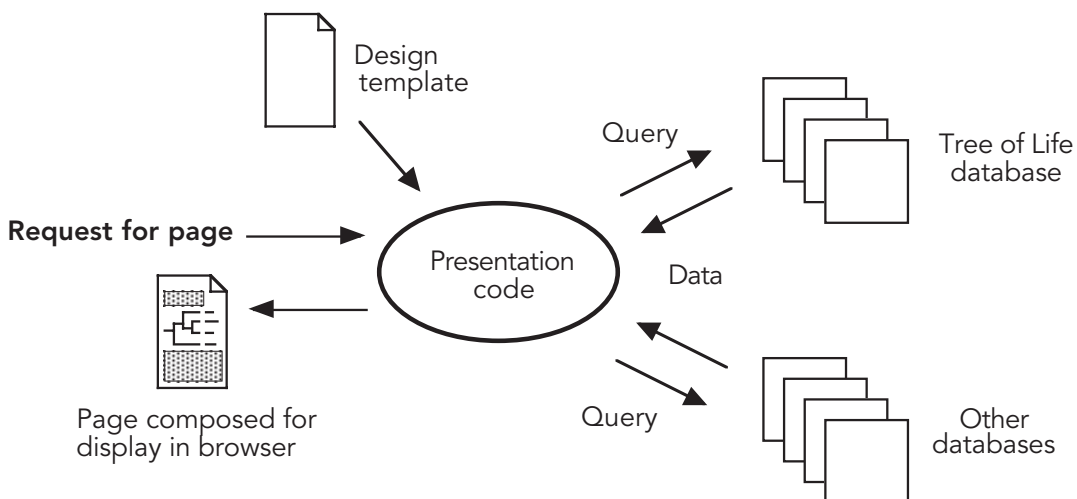 Design
template
Query
Tree of Life
database
Request for page
Presentation
code
Data
Page composed for
display in browser
Query
Other
databases